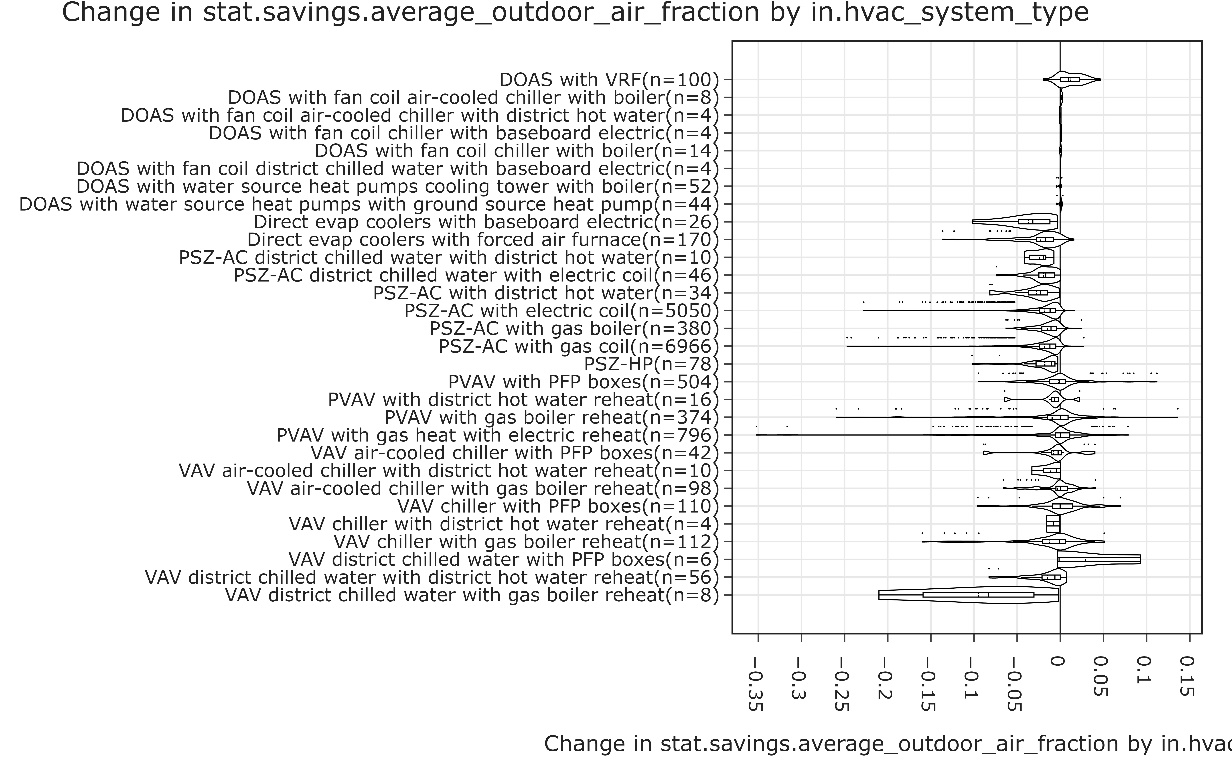 Change in stat.savings.average_outdoor_air_fraction by in.hvac_system_type
DOAS with VRF(n=100)
DOAS with fan coil air-cooled chiller with boiler(n=8)
DOAS with fan coil air-cooled chiller with district hot water(n=4)
DOAS with fan coil chiller with baseboard electric(n=4)
DOAS with fan coil chiller with boiler(n=14)
DOAS with fan coil district chilled water with baseboard electric(n=4)
DOAS with water source heat pumps cooling tower with boiler(n=52)
DOAS with water source heat pumps with ground source heat pump(n=44)
Direct evap coolers with baseboard electric(n=26)
Direct evap coolers with forced air furnace(n=170)
PSZ-AC district chilled water with district hot water(n=10)
PSZ-AC district chilled water with electric coil(n=46)
PSZ-AC with district hot water(n=34)
PSZ-AC with electric coil(n=5050)
PSZ-AC with gas boiler(n=380)
PSZ-AC with gas coil(n=6966)
PSZ-HP(n=78)
PVAV with PFP boxes(n=504)
PVAV with district hot water reheat(n=16)
PVAV with gas boiler reheat(n=374)
PVAV with gas heat with electric reheat(n=796)
VAV air-cooled chiller with PFP boxes(n=42)
VAV air-cooled chiller with district hot water reheat(n=10)
VAV air-cooled chiller with gas boiler reheat(n=98)
VAV chiller with PFP boxes(n=110)
VAV chiller with district hot water reheat(n=4)
VAV chiller with gas boiler reheat(n=112)
VAV district chilled water with PFP boxes(n=6)
VAV district chilled water with district hot water reheat(n=56)
VAV district chilled water with gas boiler reheat(n=8)
−0.35
−0.3
−0.25
−0.2
−0.15
−0.1
−0.05
0
0.05
0.1
0.15
Change in stat.savings.average_outdoor_air_fraction by in.hvac